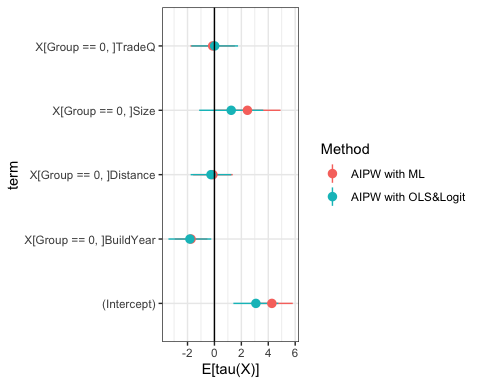 X[Group == 0, ]TradeQ
X[Group == 0, ]Size
X[Group == 0, ]Distance
X[Group == 0, ]BuildYear
(Intercept)
term
-2 0 2 4 6
E[tau(X)]
Method
AIPW with ML
AIPW with OLS&Logit